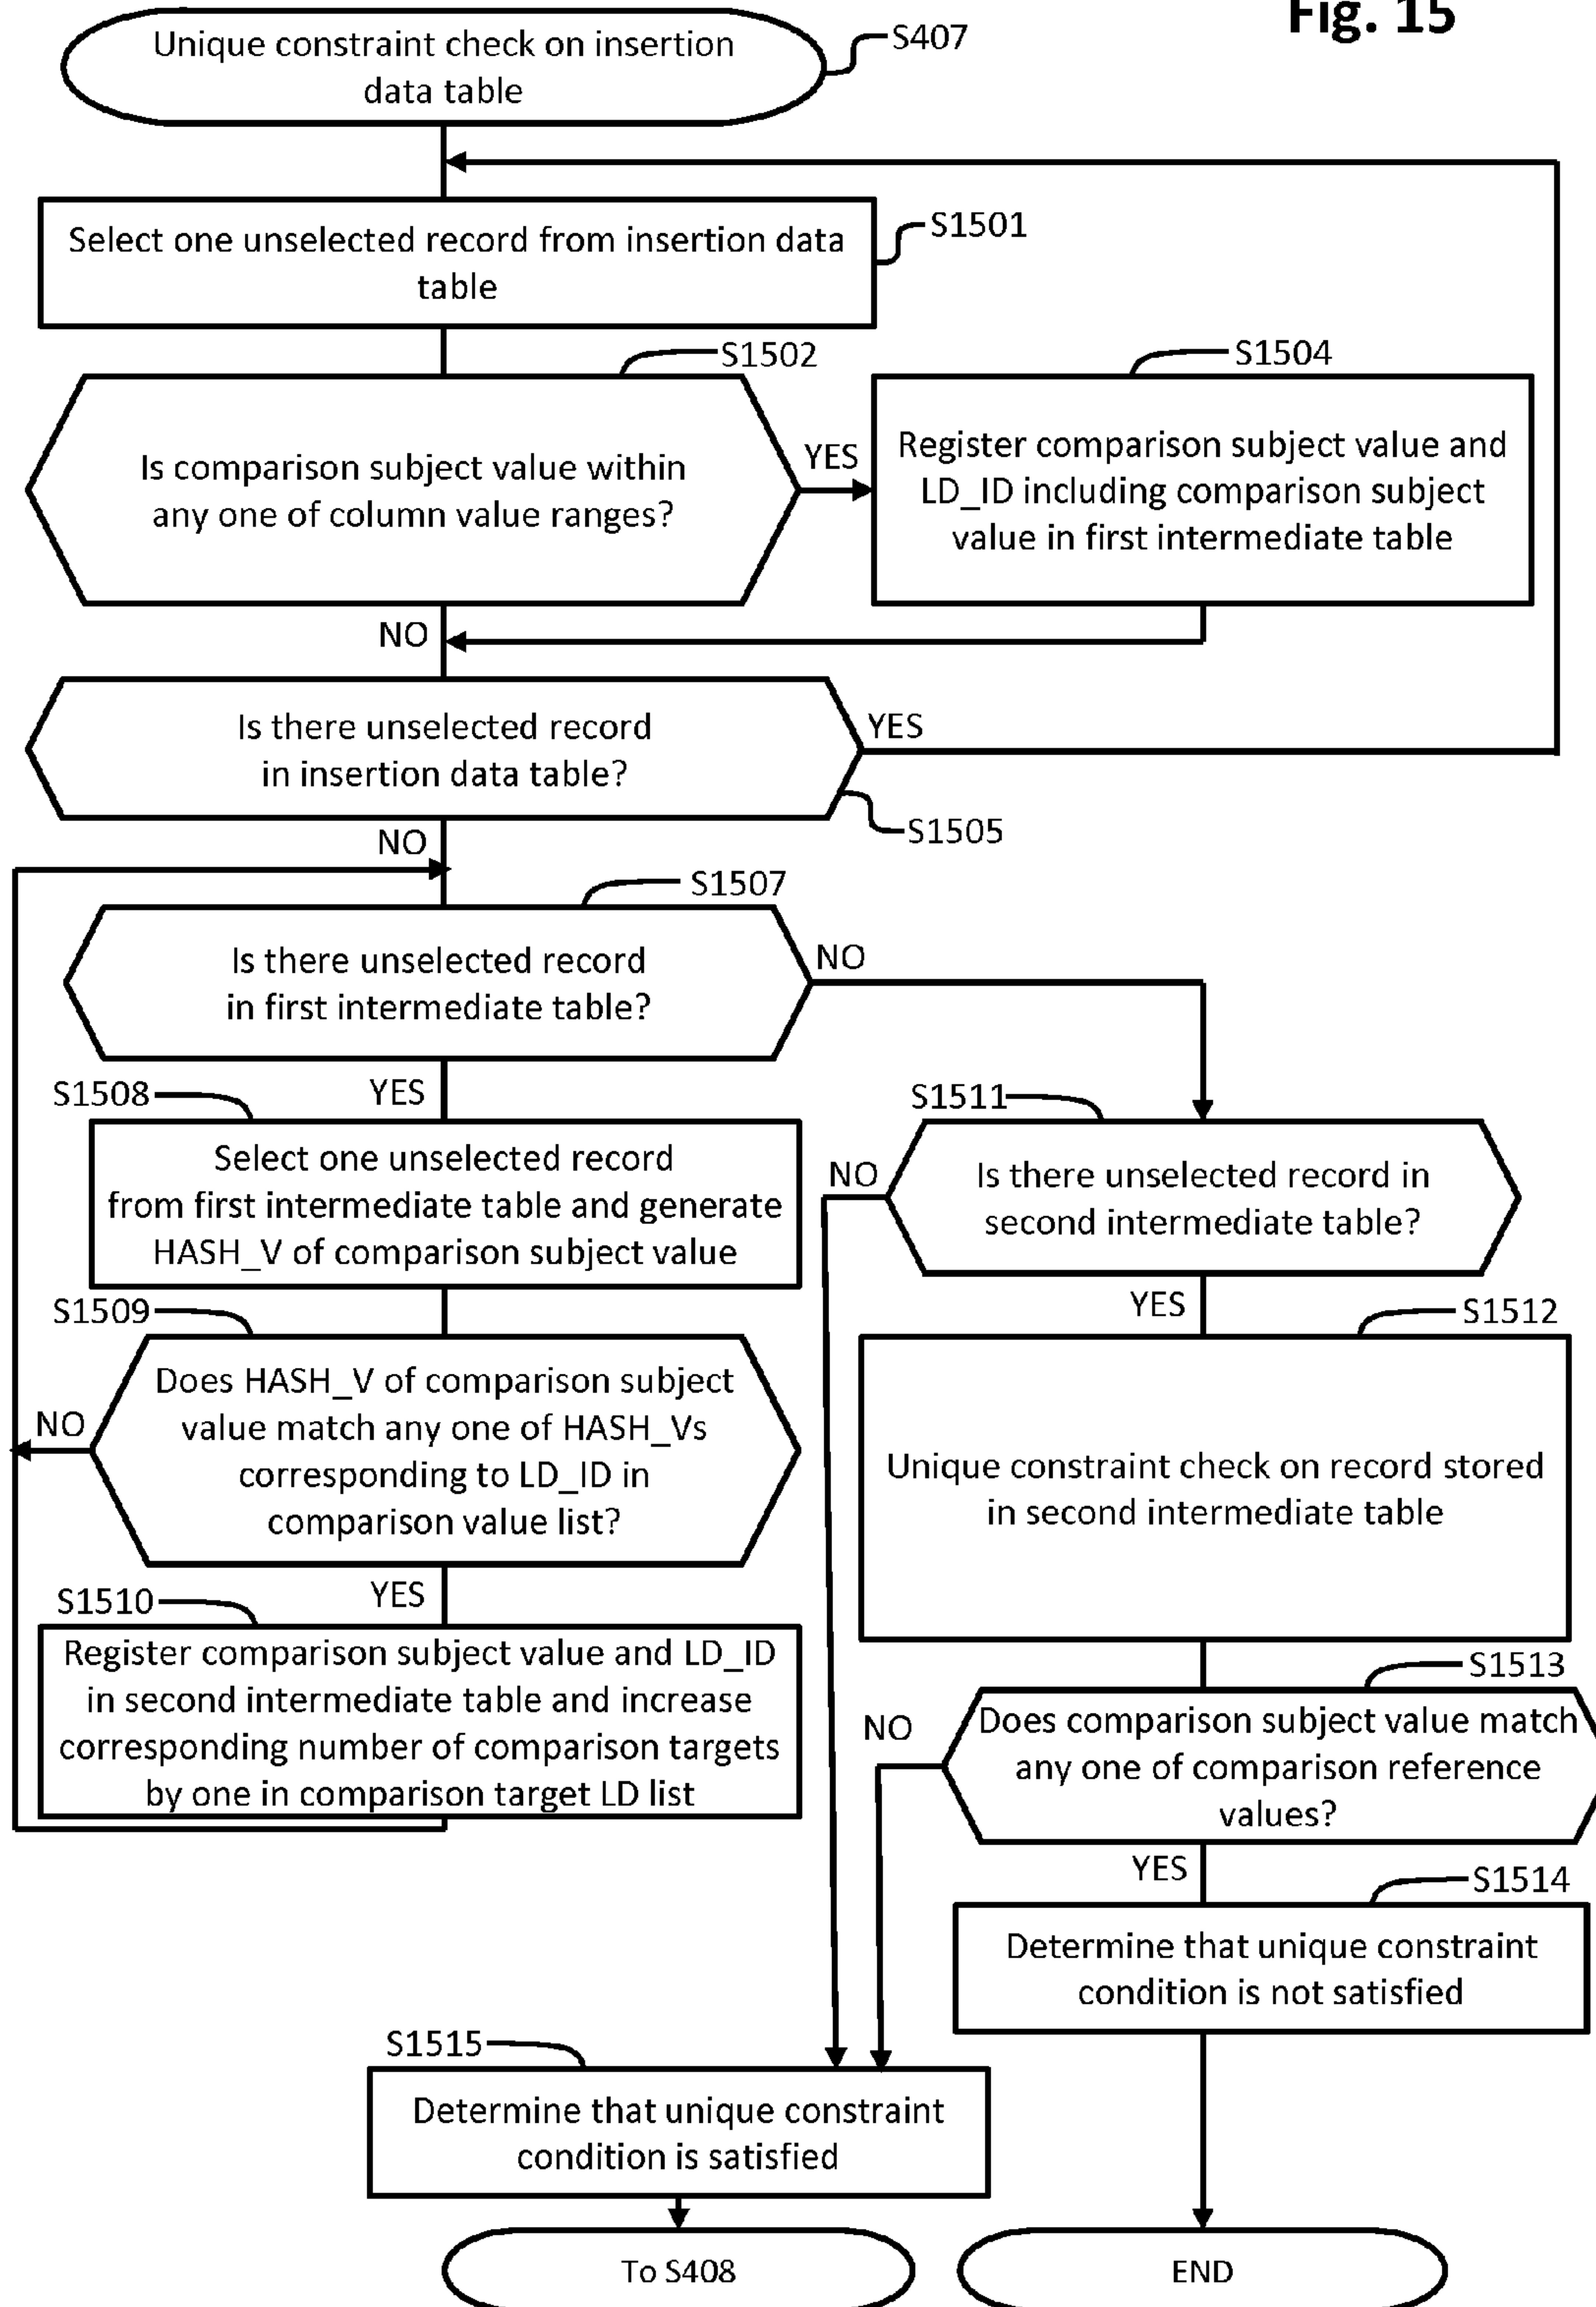 Fig. 15
Unique constraint check on insertion
data table
S407
Select one unselected record from insertion data
table
S1501
S1502
Is comparison subject value within
any one of column value ranges?
YES
S1504
Register comparison subject value and
LD_ID including comparison subject
value in first intermediate table
NO
Is there unselected record
in insertion data table?
YES
S1505
NO
S1507
Is there unselected record
in first intermediate table?
NO
YES
S1508
Select one unselected record
from first intermediate table and generate
HASH_V of comparison subject value
S1509
Does HASH_V of comparison subject
value match any one of HASH_Vs
corresponding to LD_ID in
comparison value list?
NO
YES
S1510
Register comparison subject value and LD_ID
in second intermediate table and increase
corresponding number of comparison targets
by one in comparison target LD list
S1511
Is there unselected record in
second intermediate table?
NO
YES
S1512
Unique constraint check on record stored
in second intermediate table
S1513
Does comparison subject value match
any one of comparison reference
values?
NO
YES
S1514
Determine that unique constraint
condition is not satisfied
S1515
Determine that unique constraint
condition is satisfied
To S408
END